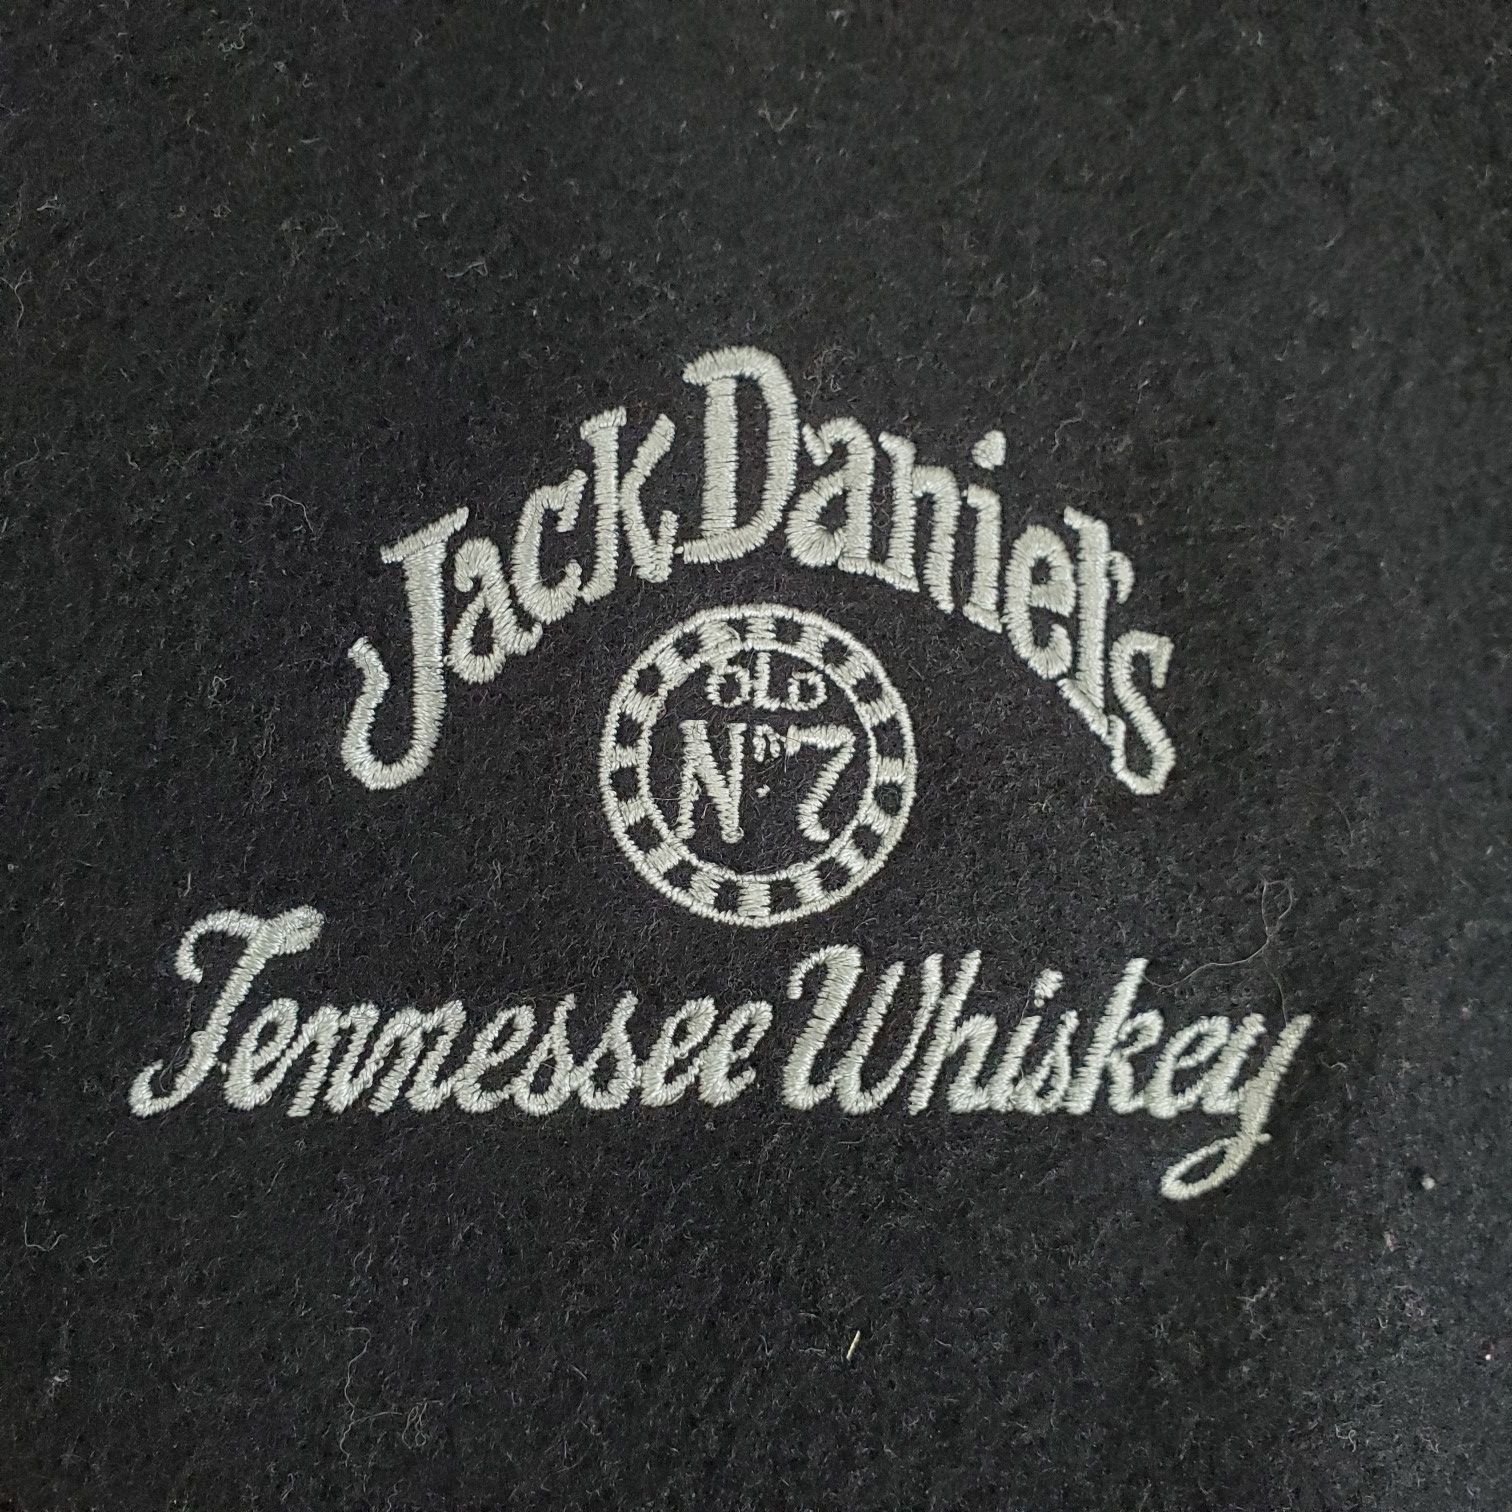 Jack Daniel's
OLD
No. 7
Tennessee Whiskey